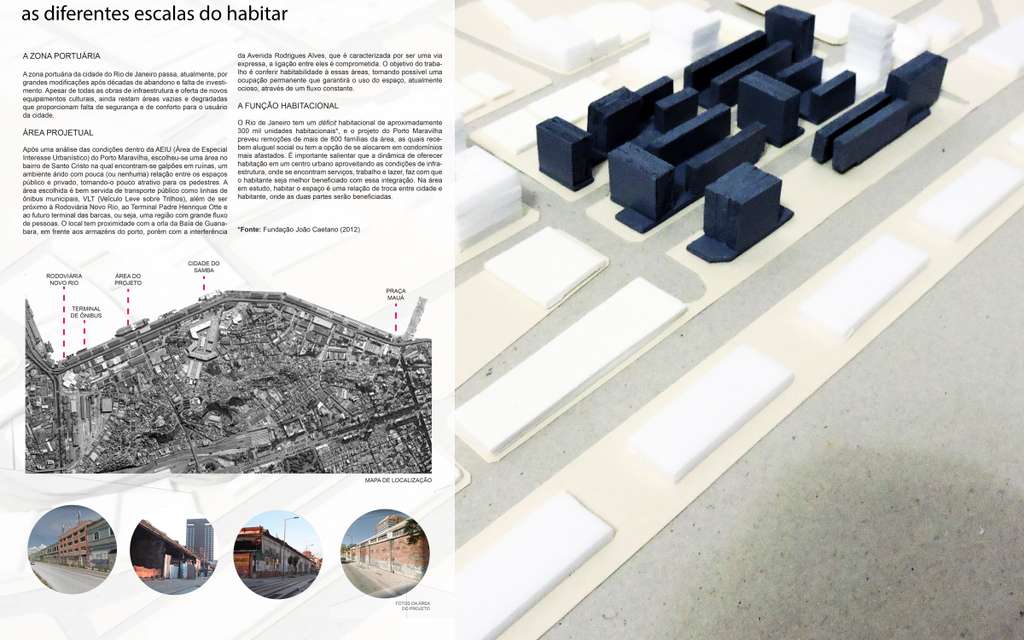 as diferentes escalas do habitar
A ZONA PORTUÁRIA
A zona portuária da cidade do Rio de Janeiro passa, atualmente, por
grandes modificações após décadas de abandono e falta de investi-
mento. Apesar de todas as obras de infraestrutura e oferta de novos
equipamentos culturais, ainda restam áreas vazias e degradadas
que proporcionam falta de segurança e de conforto para o usuário
da cidade.
ÁREA PROJETUAL
Após uma análise das condições dentro da AEIU (Área de Especial
Interesse Urbanístico) do Porto Maravilha, escolheu-se uma área no
bairro de Santo Cristo na qual encontram-se galpões em ruínas, um
ambiente árido com pouca (ou nenhuma) relação entre os espaços
público e privado, tornando-o pouco atrativo para os pedestres. A
área escolhida é bem servida de transporte público como linhas de
ônibus municipais, VLT (Veículo Leve sobre Trilhos), além de ser
próximo à Rodoviária Novo Rio, ao Terminal Padre Henrique Otte e
ao futuro terminal das barcas, ou seja, uma região com grande fluxo
de pessoas. O local tem proximidade com a orla da Baía de Guana-
bara, em frente aos armazéns do porto, porém com a interferência
da Avenida Rodrigues Alves, que é caracterizada por ser uma via
expressa, a ligação entre eles é comprometida. O objetivo do traba-
lho é conferir habitabilidade à essas áreas, tornando possível uma
ocupação permanente que garantirá o uso do espaço, atualmente
ocioso, através de um fluxo constante.
A FUNÇÃO HABITACIONAL
O Rio de Janeiro tem um déficit habitacional de aproximadamente
300 mil unidades habitacionais*, e o projeto do Porto Maravilha
preveu remoções de mais de 800 famílias da área, as quais rece-
bem aluguel social ou tem a opção de se alocarem em condomínios
mais afastados. É importante salientar que a dinâmica de oferecer
habitação em um centro urbano aproveitando as condições de infra-
estrutura, onde se encontram serviços, trabalho e lazer, faz com que
o habitante seja melhor beneficiado com essa integração. Na área
em estudo, habitar o espaço é uma relação de troca entre cidade e
habitante, onde as duas partes serão beneficiadas.
*Fonte: Fundação João Caetano (2012)
RODOVIÁRIA
NOVO RIO
TERMINAL
DE ÔNIBUS
ÁREA DO
PROJETO
CIDADE DO
SAMBA
PRAÇA
MAUÁ
MAPA DE LOCALIZAÇÃO
FOTOS DA ÁREA
DO PROJETO